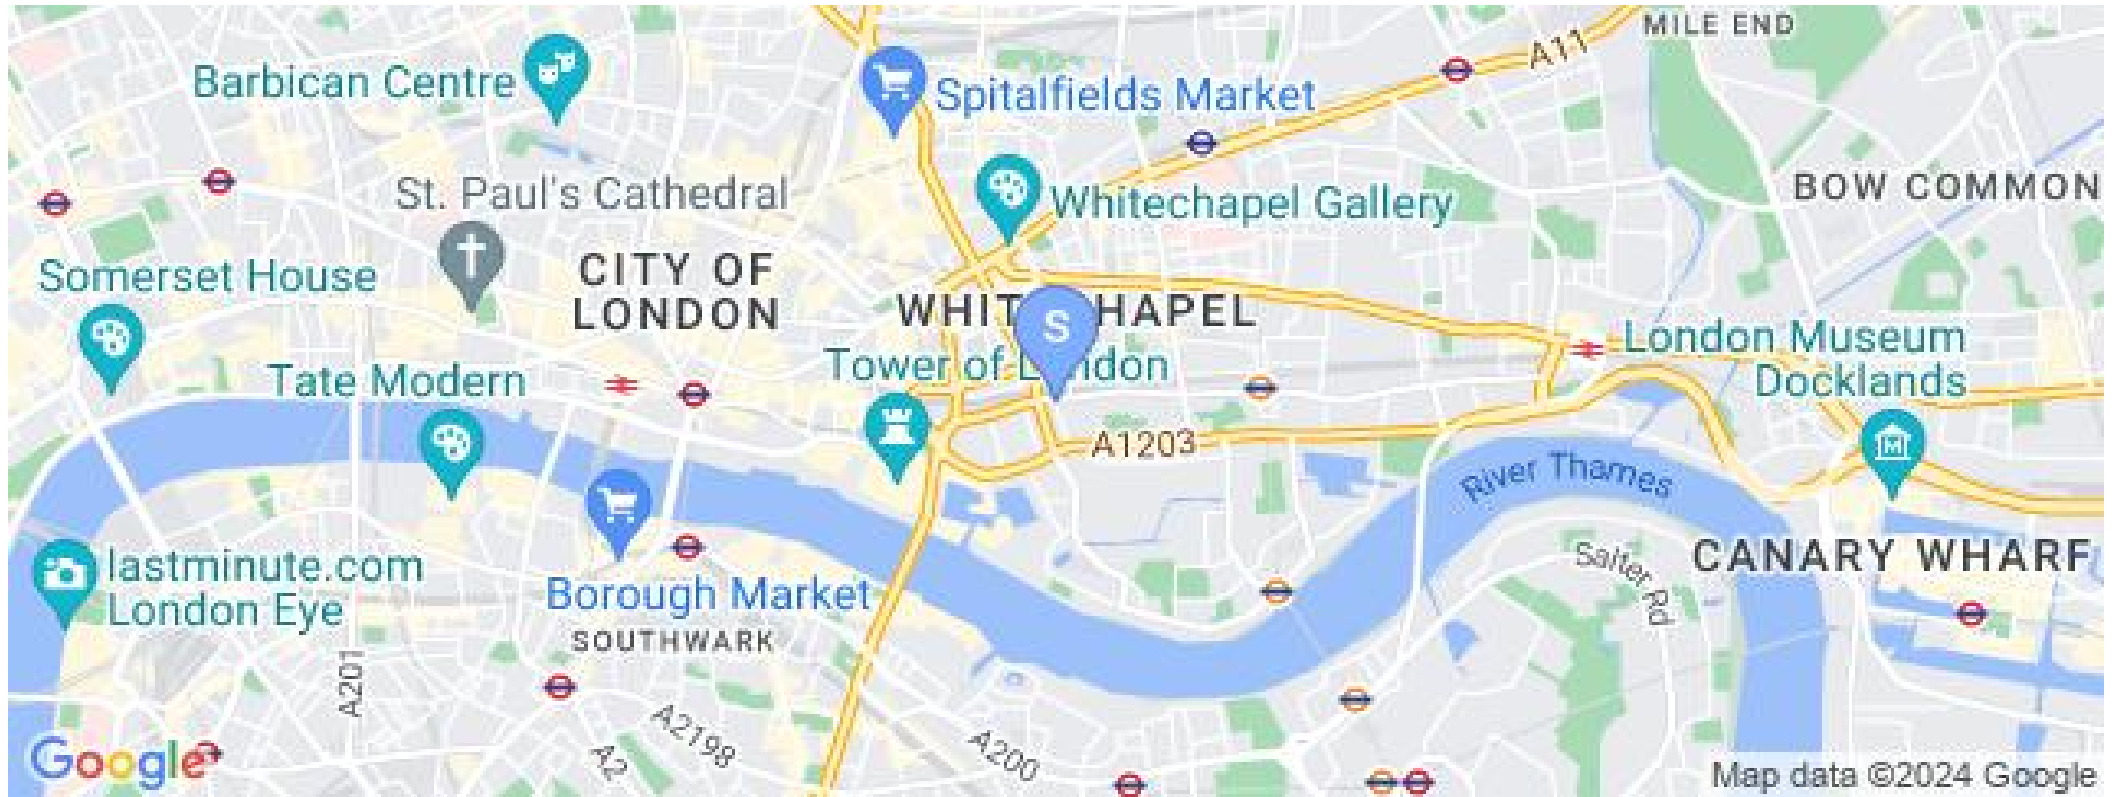 MILE END
A11
Barbican Centre
Spitalfields Market
St. Paul's Cathedral
Whitechapel Gallery
BOW COMMON
Somerset House
CITY OF
LONDON
WHIT CHAPEL
S
London Museum
Docklands
Tower of London
Tate Modern
A1203
River Thames
lastminute.com
London Eye
Borough Market
SOUTHWARK
CANARY WHARF
Salter Rd
A201
A2198
A2
A200
Google
Map data ©2024 Google